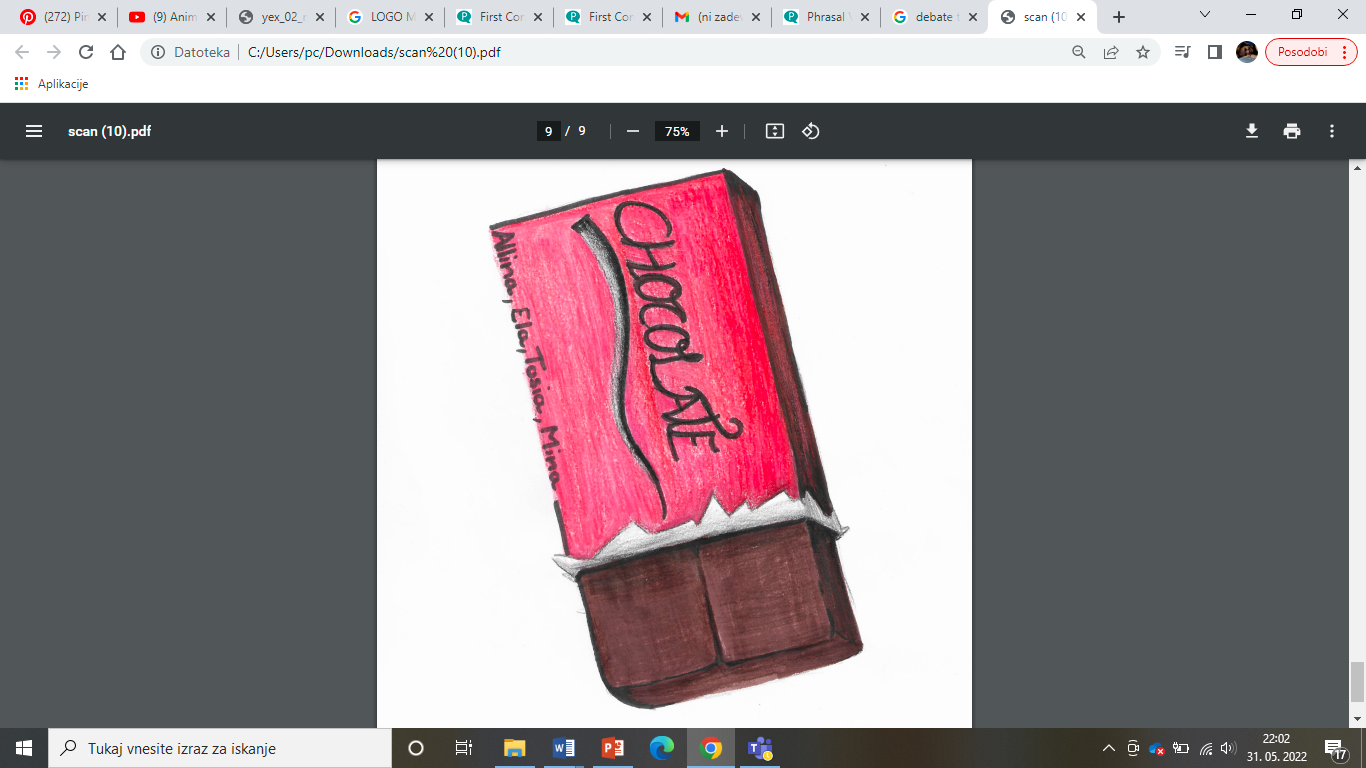 (272) Pin
(9) Anim
yex_02_r
LOGO M
First Cor
First Cor
(ni zade
Phrasal V
debate t
scan (10
Datoteka
C:/Users/pc/Downloads/scan%20(10).pdf
Posodobi
Aplikacije
scan (10).pdf
9 / 9
75%
CHOCOLATE
Allina, Ela, Tasia, Mina
Tukaj vnesite izraz za iskanje
22:02
31. 05. 2022
17